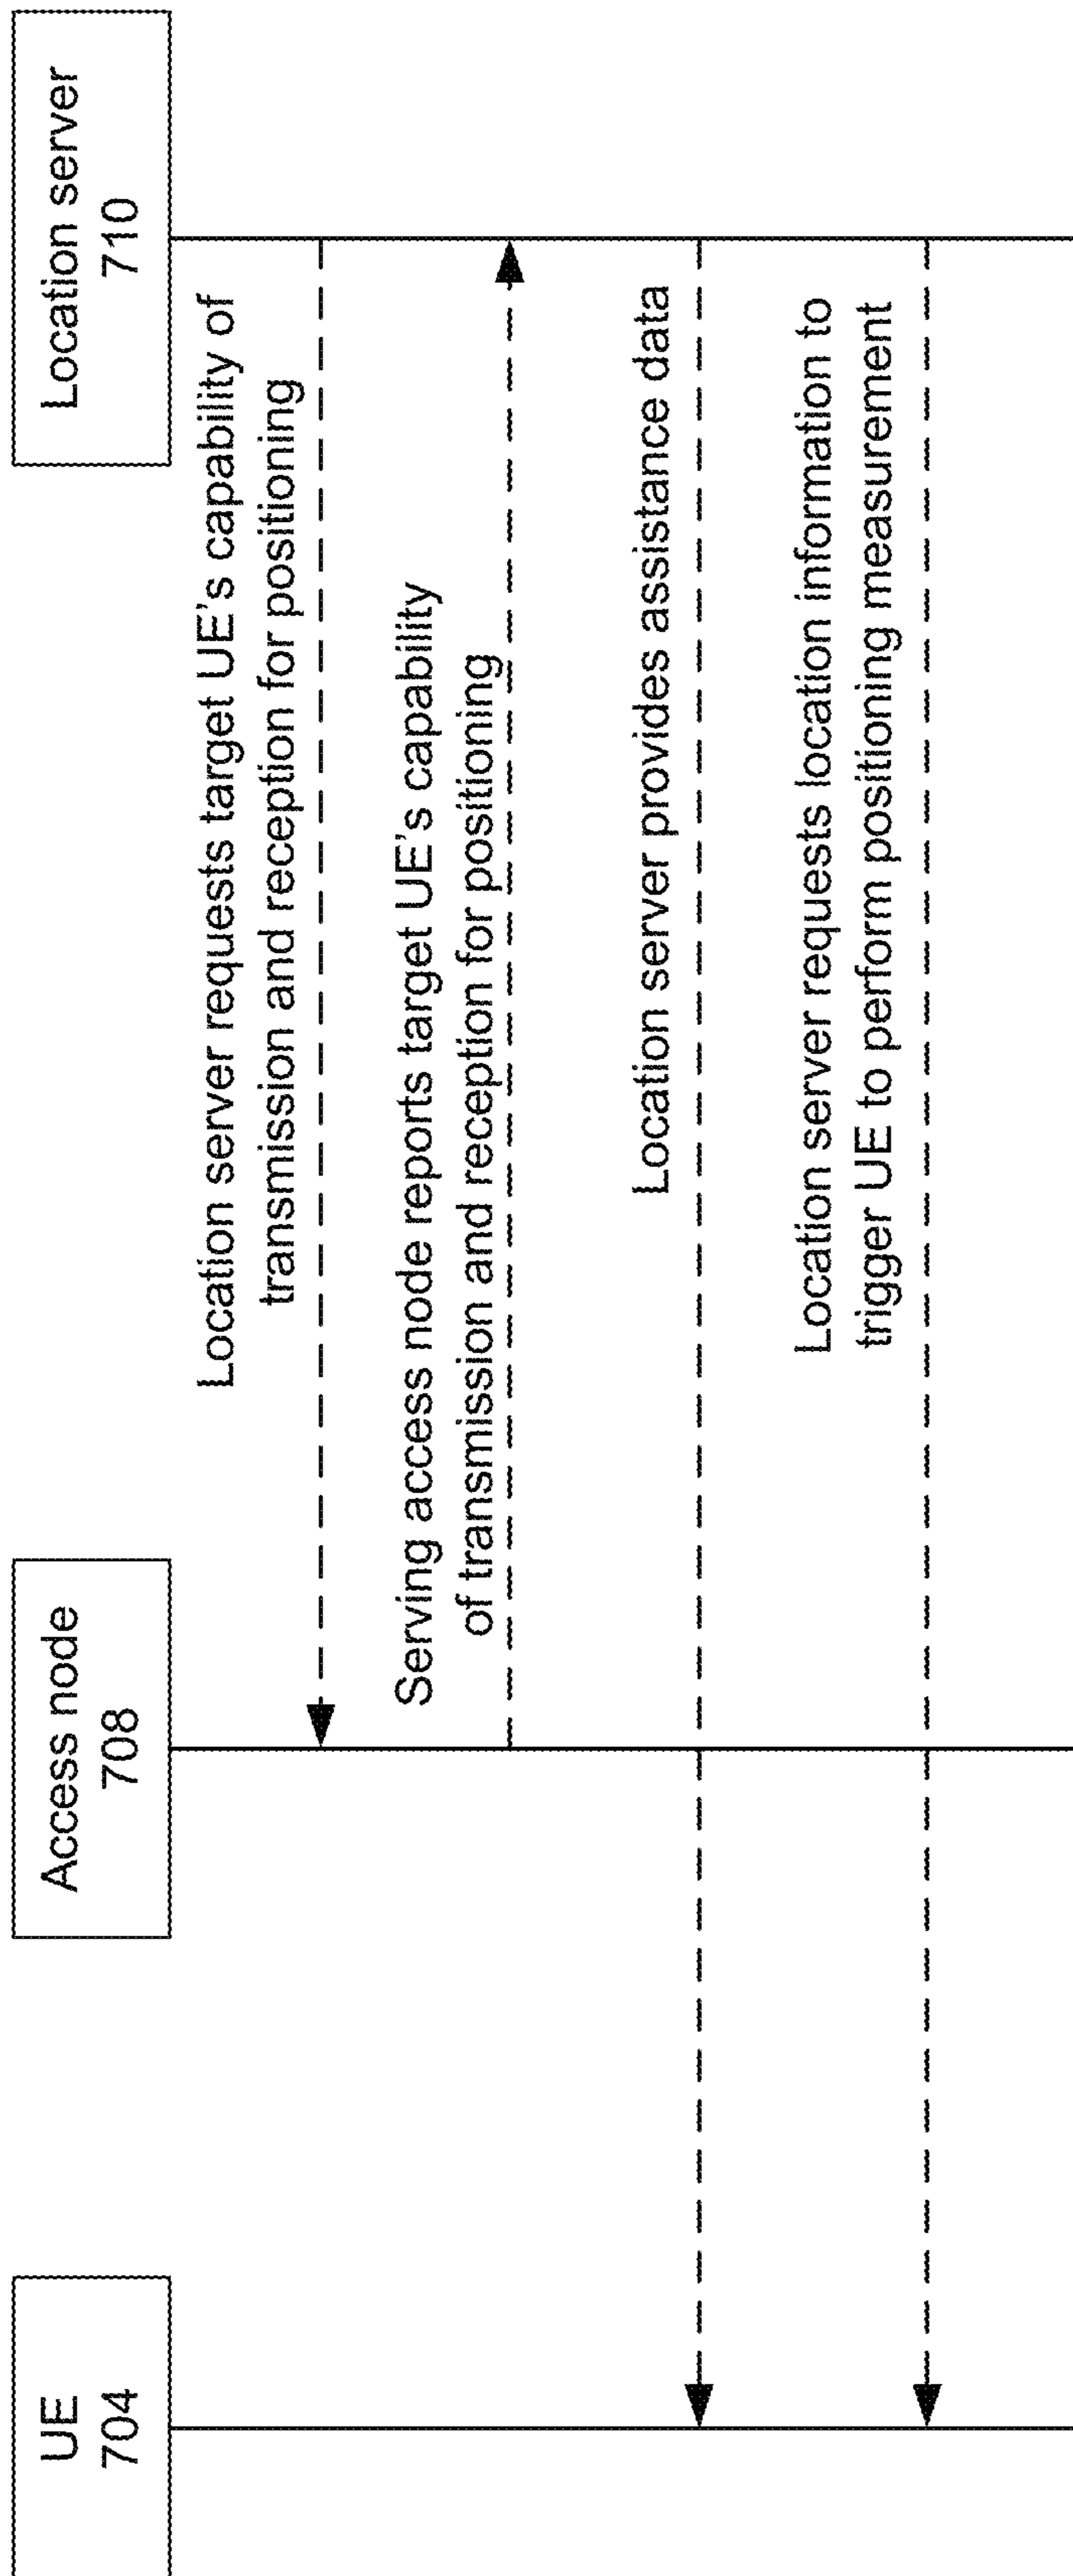 UE
704
Access node
708
Location server
710
Location server requests target UE's capability of
transmission and reception for positioning
Serving access node reports target UE's capability
of transmission and reception for positioning
Location server provides assistance data
Location server requests location information to
trigger UE to perform positioning measurement